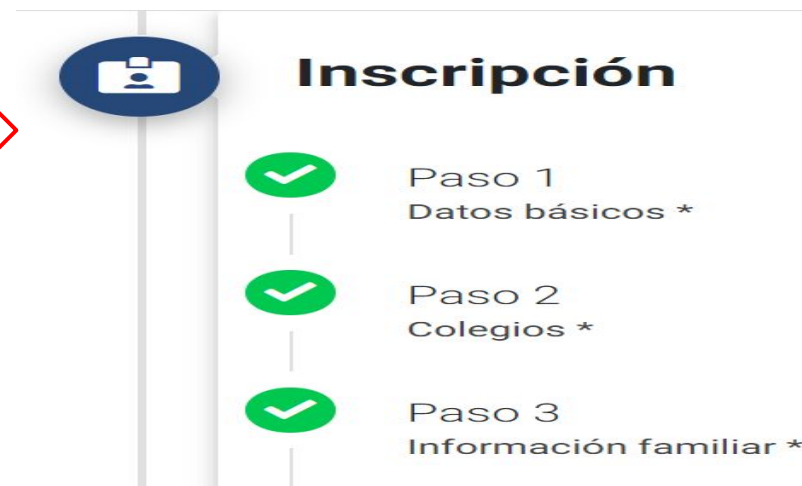 Inscripción
Paso 1
Datos básicos *
Paso 2
Colegios *
Paso 3
Información familiar *